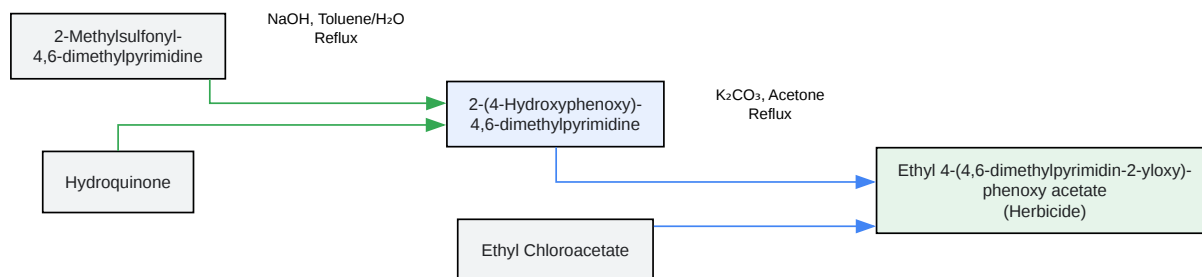 2-Methylsulfonyl-
4,6-dimethylpyrimidine
NaOH, Toluene/H₂O
Reflux
Hydroquinone
2-(4-Hydroxyphenoxy)-
4,6-dimethylpyrimidine
K₂CO₃, Acetone
Reflux
Ethyl Chloroacetate
Ethyl 4-(4,6-dimethylpyrimidin-2-yloxy)-
phenoxy acetate
(Herbicide)